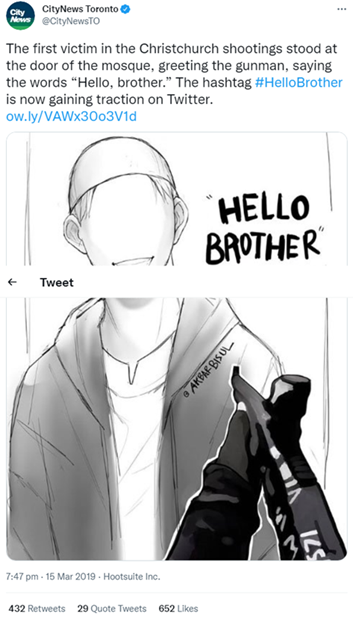 City
News
CityNews Toronto
@CityNewsTO
The first victim in the Christchurch shootings stood at
the door of the mosque, greeting the gunman, saying
the words “Hello, brother.” The hashtag #HelloBrother
is now gaining traction on Twitter.
ow.ly/VAWx30o3V1d
"HELLO
BROTHER"
← Tweet
@AKBAR-BISUL
7:47 pm · 15 Mar 2019 · Hootsuite Inc.
432 Retweets 29 Quote Tweets 652 Likes